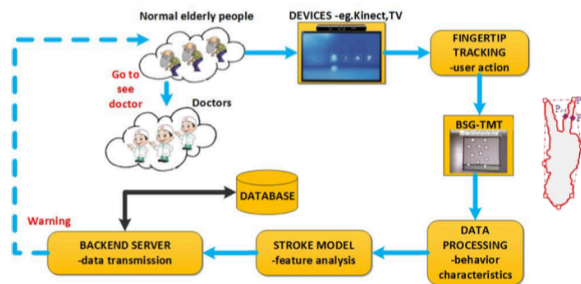 Normal elderly people
DEVICES -eg.Kinect,TV
FINGERTIP
TRACKING
-user action
Go to
see
doctor
Doctors
BSG-TMT
DATABASE
Warning
BACKEND SERVER
-data transmission
STROKE MODEL
-feature analysis
DATA
PROCESSING
-behavior
characteristics